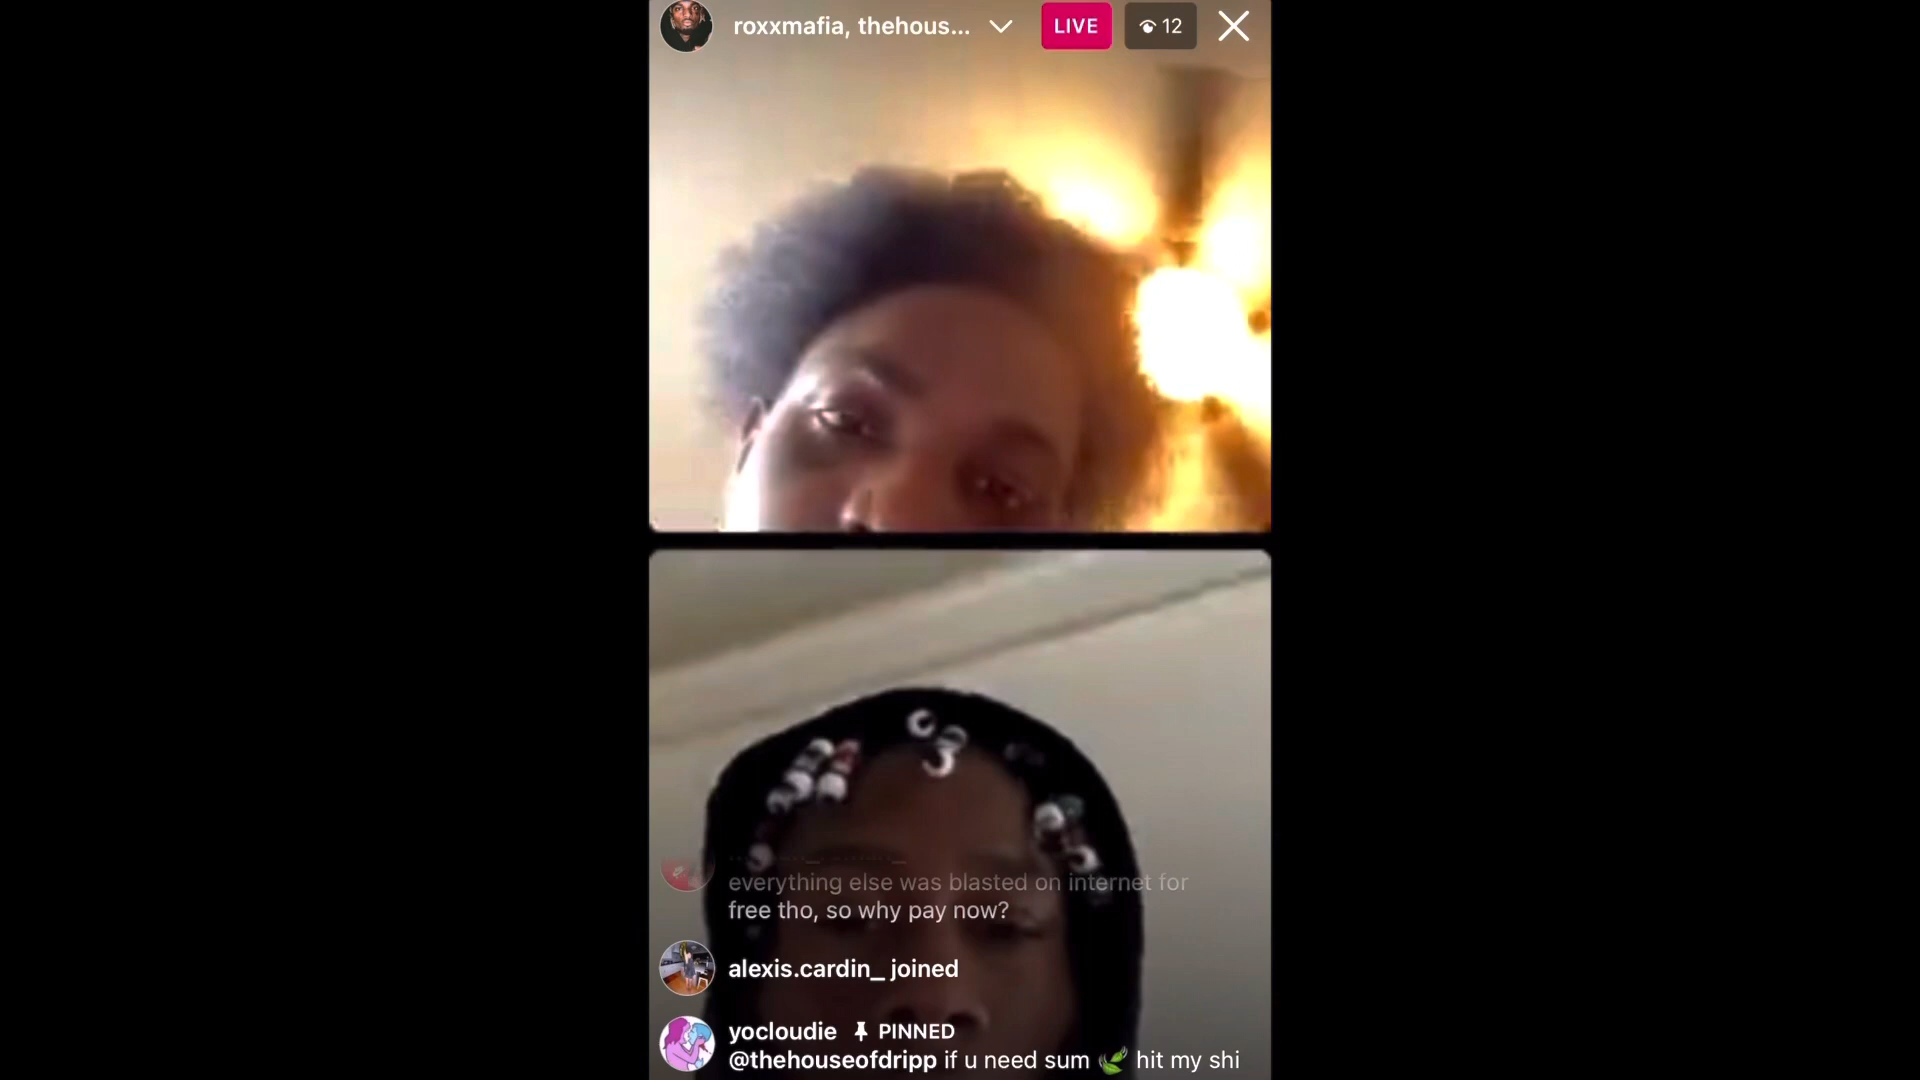 roxxmafia, thehous... LIVE 12
everything else was blasted on internet for
free tho, so why pay now?
alexis.cardin_ joined
yocloudie PINNED
@thehouseofdripp if u need sum 🌿 hit my shi